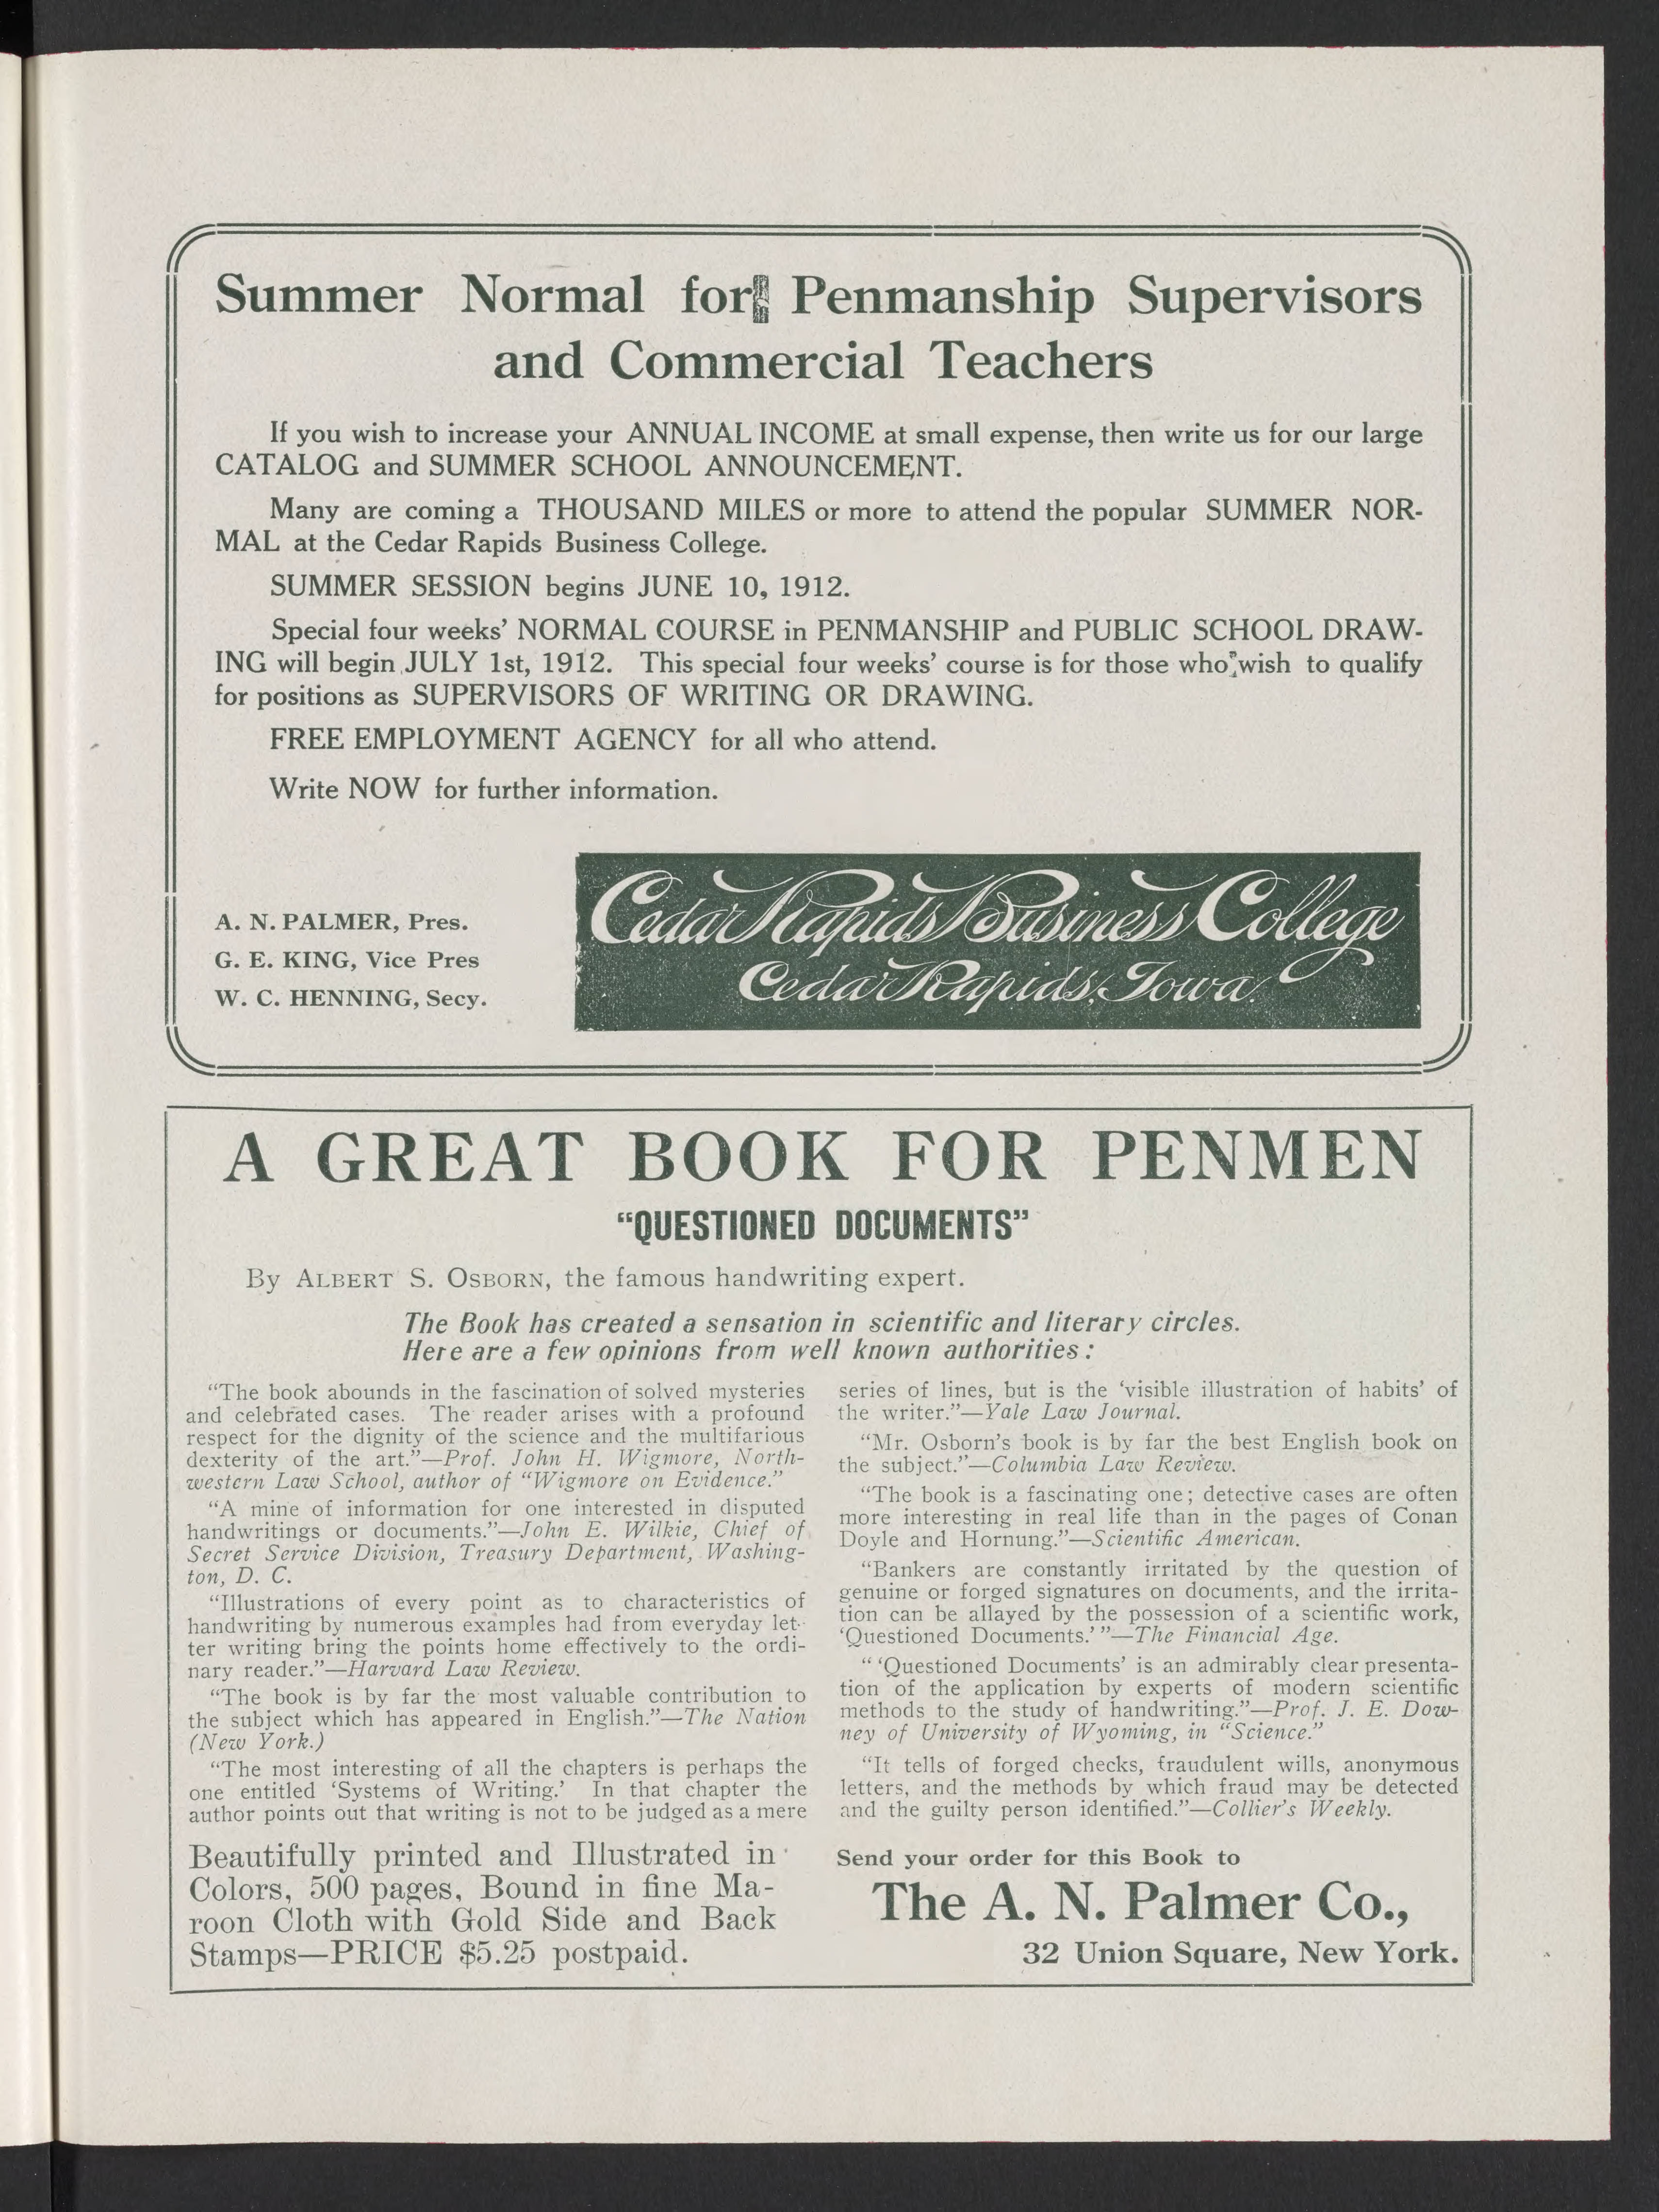 Summer Normal for Penmanship Supervisors
and Commercial Teachers
If you wish to increase your ANNUAL INCOME at small expense, then write us for our large
CATALOG and SUMMER SCHOOL ANNOUNCEMENT.
Many are coming a THOUSAND MILES or more to attend the popular SUMMER NOR-
MAL at the Cedar Rapids Business College.
SUMMER SESSION begins JUNE 10, 1912.
Special four weeks' NORMAL COURSE in PENMANSHIP and PUBLIC SCHOOL DRAW-
ING will begin JULY 1st, 1912. This special four weeks' course is for those who wish to qualify
for positions as SUPERVISORS OF WRITING OR DRAWING.
FREE EMPLOYMENT AGENCY for all who attend.
Write NOW for further information.
A. N. PALMER, Pres.
G. E. KING, Vice Pres
W. C. HENNING, Secy.
Cedar Rapids Business College
Cedar Rapids, Iowa.
A GREAT BOOK FOR PENMEN
“QUESTIONED DOCUMENTS”
By ALBERT S. OSBORN, the famous handwriting expert.
The Book has created a sensation in scientific and literary circles.
Here are a few opinions from well known authorities:
“The book abounds in the fascination of solved mysteries
and celebrated cases. The reader arises with a profound
respect for the dignity of the science and the multifarious
dexterity of the art.”—Prof. John H. Wigmore, North-
western Law School, author of “Wigmore on Evidence.”
“A mine of information for one interested in disputed
handwritings or documents.”—John E. Wilkie, Chief of
Secret Service Division, Treasury Department, Washing-
ton, D. C.
“Illustrations of every point as to characteristics of
handwriting by numerous examples had from everyday let-
ter writing bring the points home effectively to the ordi-
nary reader.”—Harvard Law Review.
“The book is by far the most valuable contribution to
the subject which has appeared in English.”—The Nation
(New York.)
“The most interesting of all the chapters is perhaps the
one entitled ‘Systems of Writing.’ In that chapter the
author points out that writing is not to be judged as a mere
series of lines, but is the ‘visible illustration of habits’ of
the writer.”—Yale Law Journal.
“Mr. Osborn’s book is by far the best English book on
the subject.”—Columbia Law Review.
“The book is a fascinating one; detective cases are often
more interesting in real life than in the pages of Conan
Doyle and Hornung.”—Scientific American.
“Bankers are constantly irritated by the question of
genuine or forged signatures on documents, and the irrita-
tion can be allayed by the possession of a scientific work,
‘Questioned Documents.’ ”—The Financial Age.
“ ‘Questioned Documents’ is an admirably clear presenta-
tion of the application by experts of modern scientific
methods to the study of handwriting.”—Prof. J. E. Dow-
ney of University of Wyoming, in “Science.”
“It tells of forged checks, fraudulent wills, anonymous
letters, and the methods by which fraud may be detected
and the guilty person identified.”—Collier’s Weekly.
Beautifully printed and Illustrated in
Colors, 500 pages, Bound in fine Ma-
roon Cloth with Gold Side and Back
Stamps—PRICE $5.25 postpaid.
Send your order for this Book to
The A. N. Palmer Co.,
32 Union Square, New York.